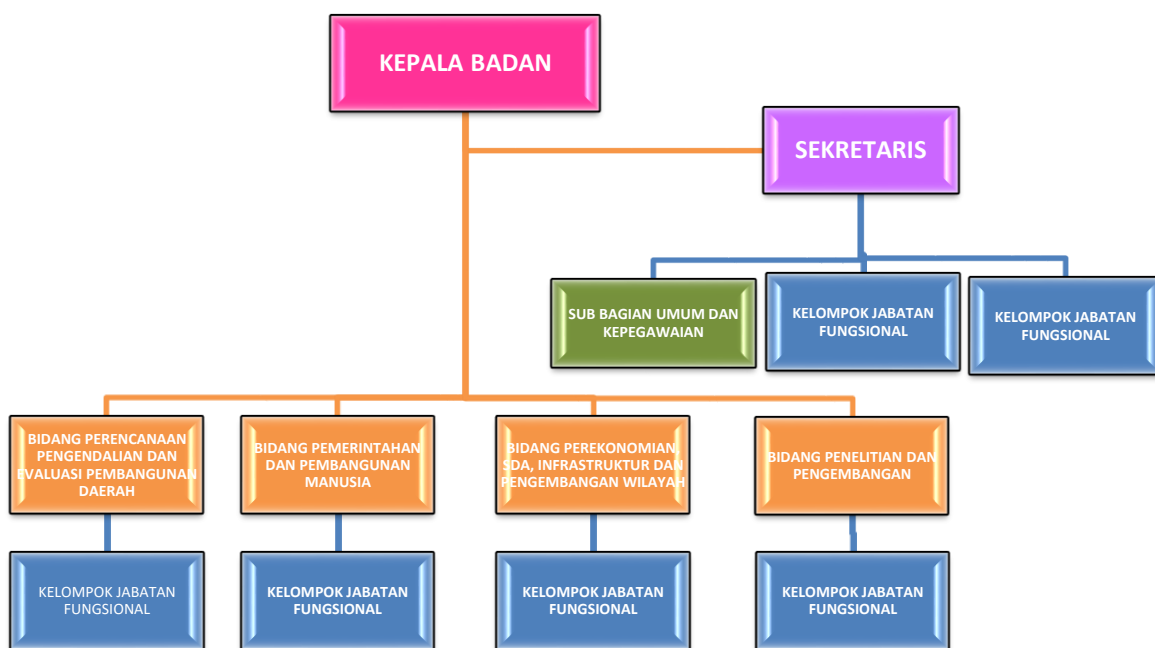 KEPALA BADAN
SEKRETARIS
SUB BAGIAN UMUM DAN
KEPEGAWAIAN
KELOMPOK JABATAN
FUNGSIONAL
KELOMPOK JABATAN
FUNGSIONAL
BIDANG PERENCANAAN
PENGENDALIAN DAN
EVALUASI PEMBANGUNAN
DAERAH
BIDANG PEMERINTAHAN
DAN PEMBANGUNAN
MANUSIA
BIDANG PEREKONOMIAN,
SDA, INFRASTRUKTUR DAN
PENGEMBANGAN WILAYAH
BIDANG PENELITIAN DAN
PENGEMBANGAN
KELOMPOK JABATAN
FUNGSIONAL
KELOMPOK JABATAN
FUNGSIONAL
KELOMPOK JABATAN
FUNGSIONAL
KELOMPOK JABATAN
FUNGSIONAL